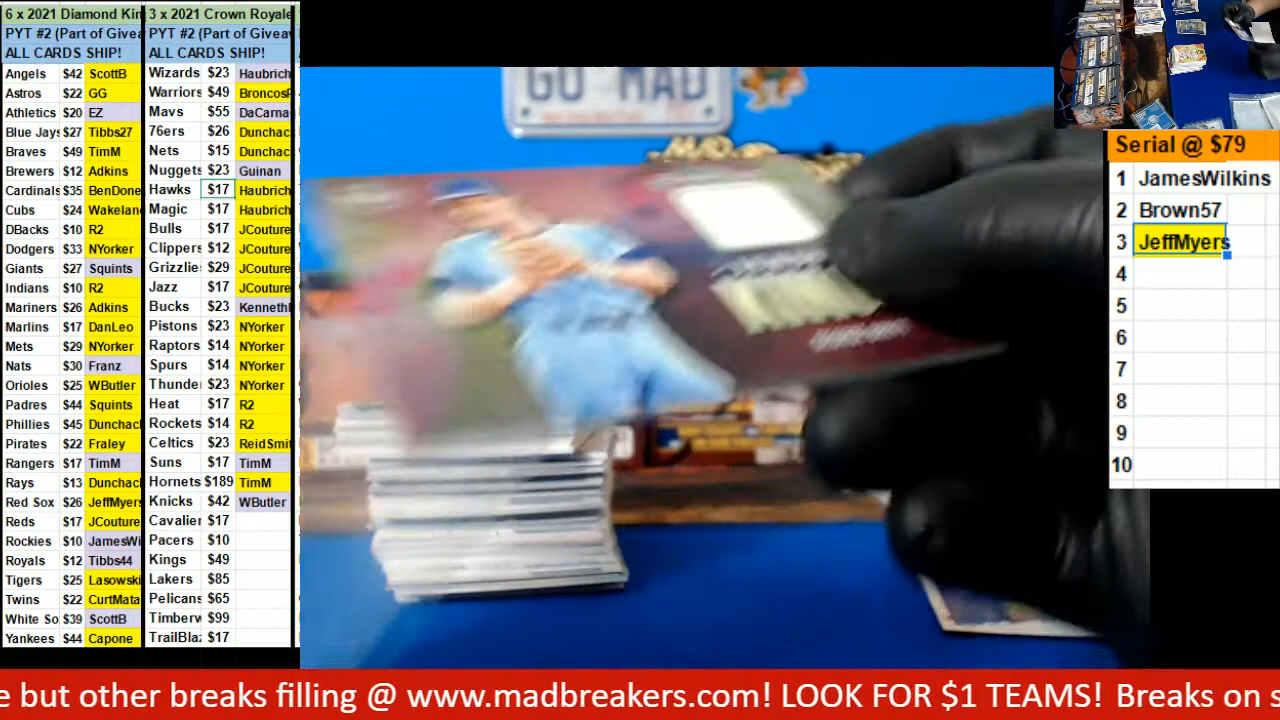 6 x 2021 Diamond Kin
PYT #2 (Part of Givea
ALL CARDS SHIP!
Angels $42 ScottB
Astros $22 GG
Athletics $20 EZ
Blue Jays $27 Tibbs27
Braves $49 TimM
Brewers $12 Adkins
Cardinals $35 BenDone
Cubs $24 Wakelan
DBacks $10 R2
Dodgers $33 NYorker
Giants $27 Squints
Indians $10 R2
Mariners $26 Adkins
Marlins $17 DanLeo
Mets $29 NYorker
Nats $30 Franz
Orioles $25 WButler
Padres $44 Squints
Phillies $45 Dunchac
Pirates $22 Fraley
Rangers $17 TimM
Rays $13 Dunchac
Red Sox $26 JeffMyers
Reds $17 JCouture
Rockies $10 JamesWi
Royals $12 Tibbs44
Tigers $25 Lasowski
Twins $22 CurtMata
White So $39 ScottB
Yankees $44 Capone
3 x 2021 Crown Royale
PYT #2 (Part of Giveav
ALL CARDS SHIP!
Wizards $23 Haubrich
Warriors $49 BroncosF
Mavs $55 DaCarna
76ers $26 Dunchac
Nets $15 Dunchac
Nuggets $23 Guinan
Hawks $17 Haubrich
Magic $17 Haubrich
Bulls $17 JCouture
Clippers $12 JCouture
Grizzlie $29 JCouture
Jazz $17 JCouture
Bucks $23 Kenneth
Pistons $23 NYorker
Raptors $14 NYorker
Spurs $14 NYorker
Thunde $23 NYorker
Heat $17 R2
Rockets $14 R2
Celtics $23 ReidSmit
Suns $17 TimM
Hornets $189 TimM
Knicks $42 WButler
Cavalier $17
Pacers $10
Kings $49
Lakers $85
Pelicans $65
Timberw $99
TrailBla $17
GO MAD
Serial @ $79
1 JamesWilkins
2 Brown57
3 JeffMyers
4
5
6
7
8
9
10
e but other breaks filling @ www.madbreakers.com! LOOK FOR $1 TEAMS! Breaks on s